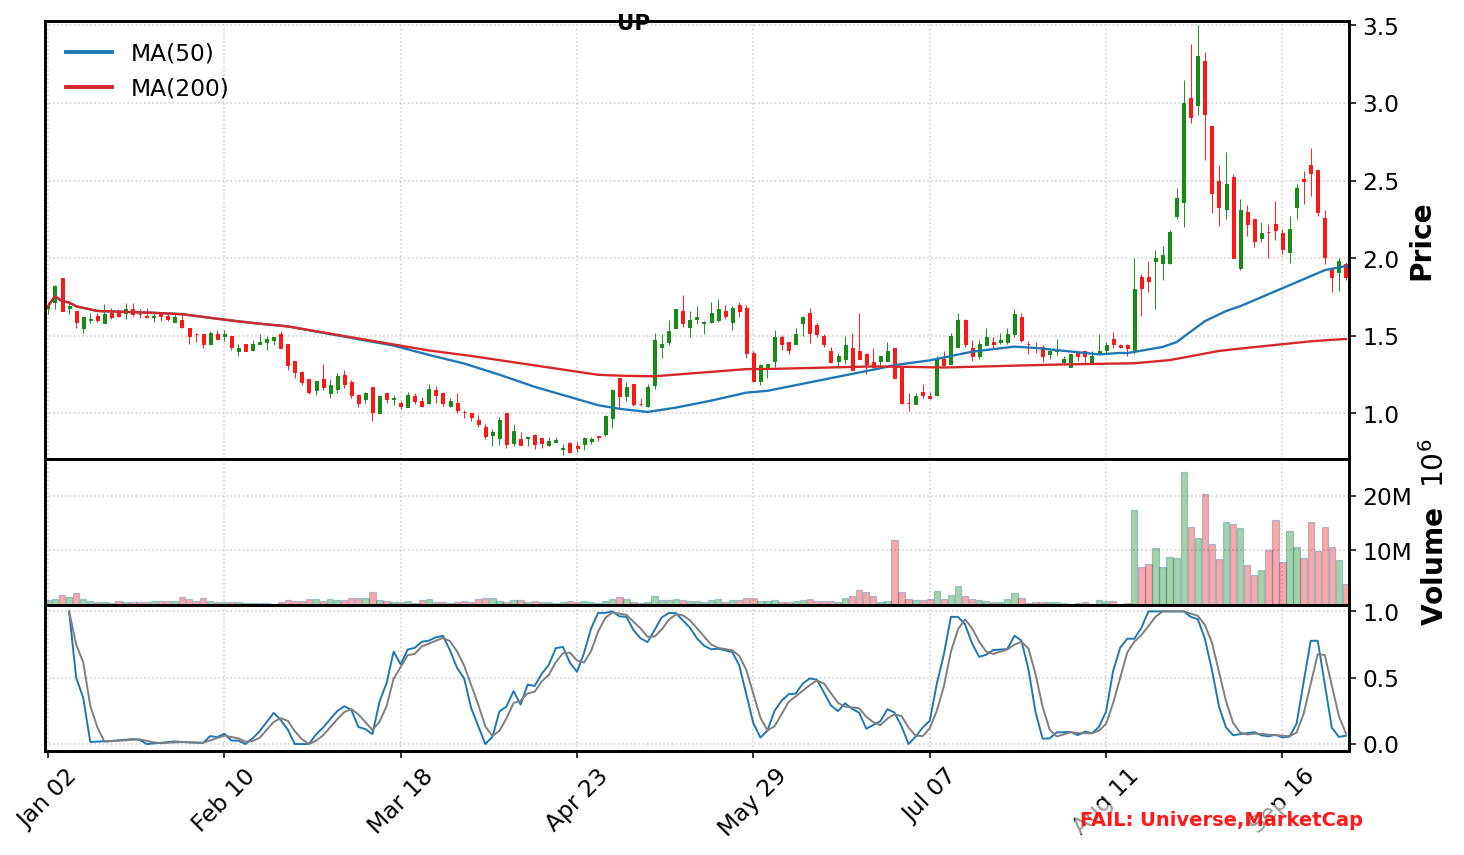 UP
MA(50)
MA(200)
3.5
3.0
2.5
2.0
1.5
1.0
Price
20M
10M
Volume 10^6
1.0
0.5
0.0
Jan 02
Feb 10
Mar 18
Apr 23
May 29
Jul 07
Aug 11
Sep 16
FAIL: Universe,MarketCap